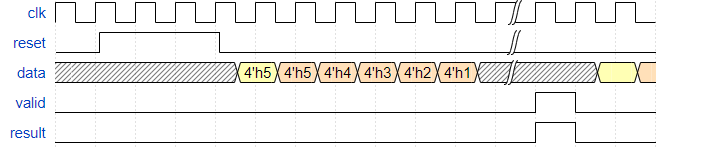 clk
reset
data 4'h5 4'h5 4'h4 4'h3 4'h2 4'h1
valid
result